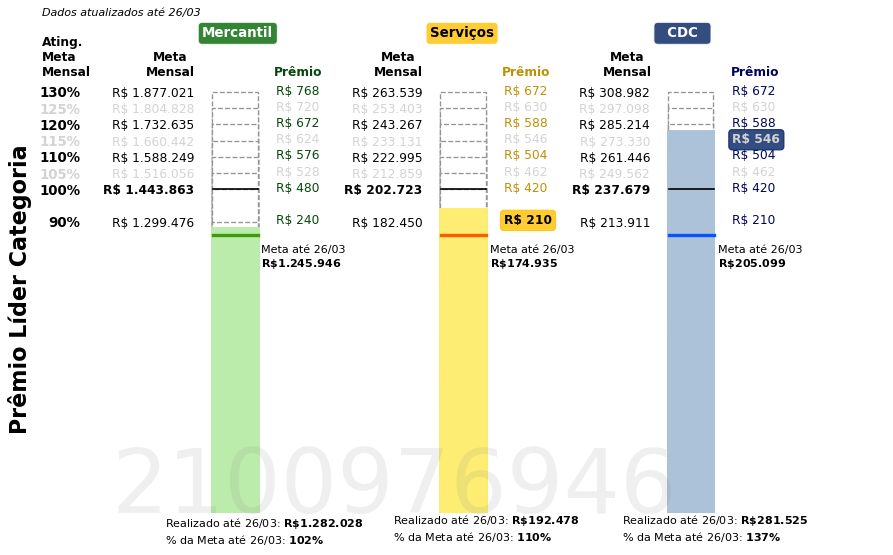 Dados atualizados até 26/03
Mercantil Serviços CDC
Ating. Meta Mensal Meta Mensal Prêmio Meta Mensal Prêmio Meta Mensal Prêmio
130% R$ 1.877.021 R$ 768 R$ 263.539 R$ 672 R$ 308.982 R$ 672
125% R$ 1.804.828 R$ 720 R$ 253.403 R$ 630 R$ 297.098 R$ 630
120% R$ 1.732.635 R$ 672 R$ 243.267 R$ 588 R$ 285.214 R$ 588
115% R$ 1.660.442 R$ 624 R$ 233.131 R$ 546 R$ 273.330 R$ 546
110% R$ 1.588.249 R$ 576 R$ 222.995 R$ 504 R$ 261.446 R$ 504
105% R$ 1.516.056 R$ 528 R$ 212.859 R$ 462 R$ 249.562 R$ 462
100% R$ 1.443.863 R$ 480 R$ 202.723 R$ 420 R$ 237.679 R$ 420
90% R$ 1.299.476 R$ 240 R$ 182.450 R$ 210 R$ 213.911 R$ 210
Meta até 26/03 Meta até 26/03 Meta até 26/03
R$1.245.946 R$174.935 R$205.099
Prêmio Líder Categoria
2100976946
Realizado até 26/03: R$1.282.028 Realizado até 26/03: R$192.478 Realizado até 26/03: R$281.525
% da Meta até 26/03: 102% % da Meta até 26/03: 110% % da Meta até 26/03: 137%